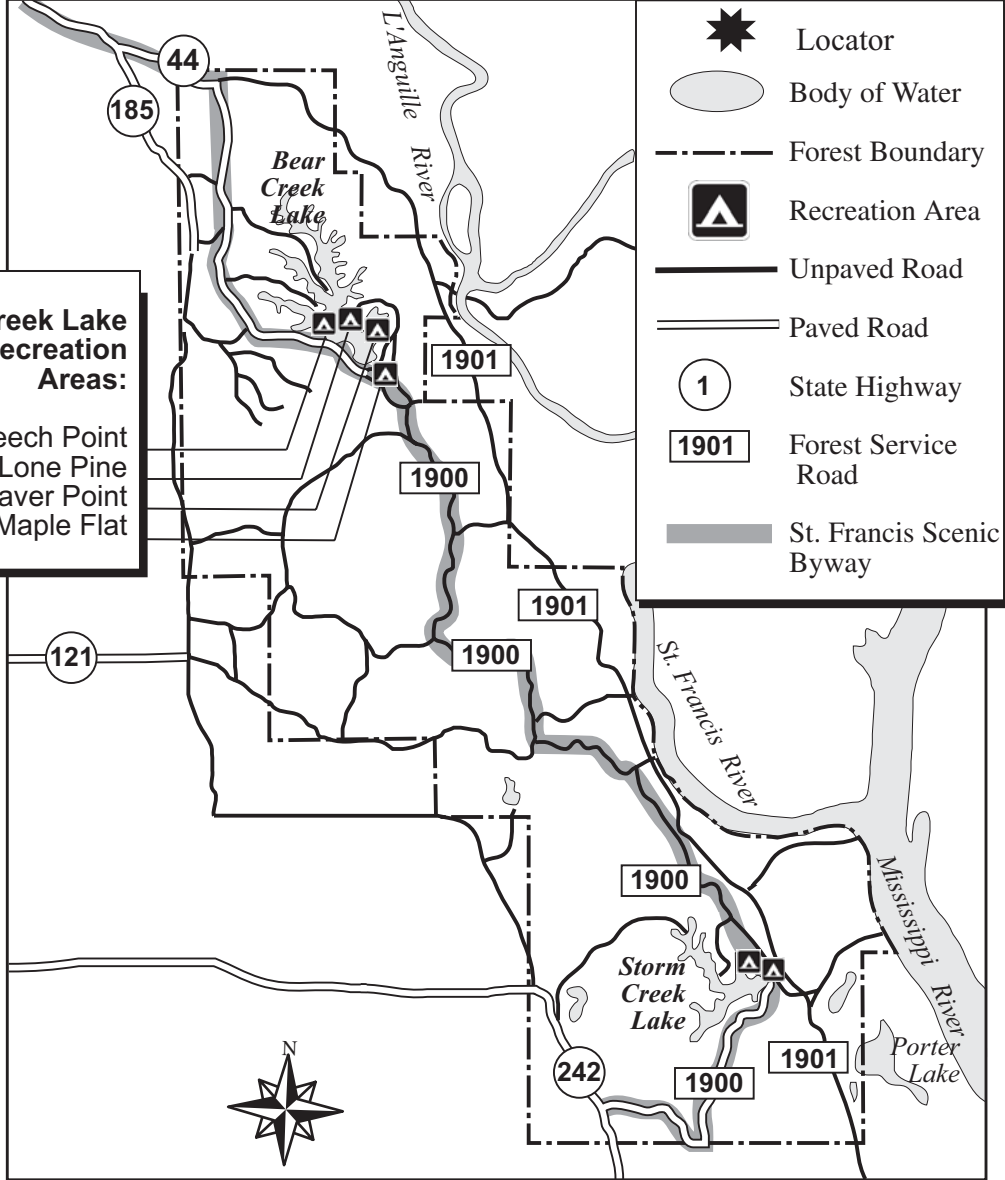 44
185
L'Anguille River
Bear
Creek
Lake
reek Lake
ecreation
Areas:
eech Point
Lone Pine
aver Point
Maple Flat
1901
1900
1901
121
1900
St. Francis River
1900
Mississippi River
Storm
Creek
Lake
Porter
Lake
1901
1900
242
N
Locator
Body of Water
Forest Boundary
Recreation Area
Unpaved Road
Paved Road
1
State Highway
1901
Forest Service
Road
St. Francis Scenic
Byway